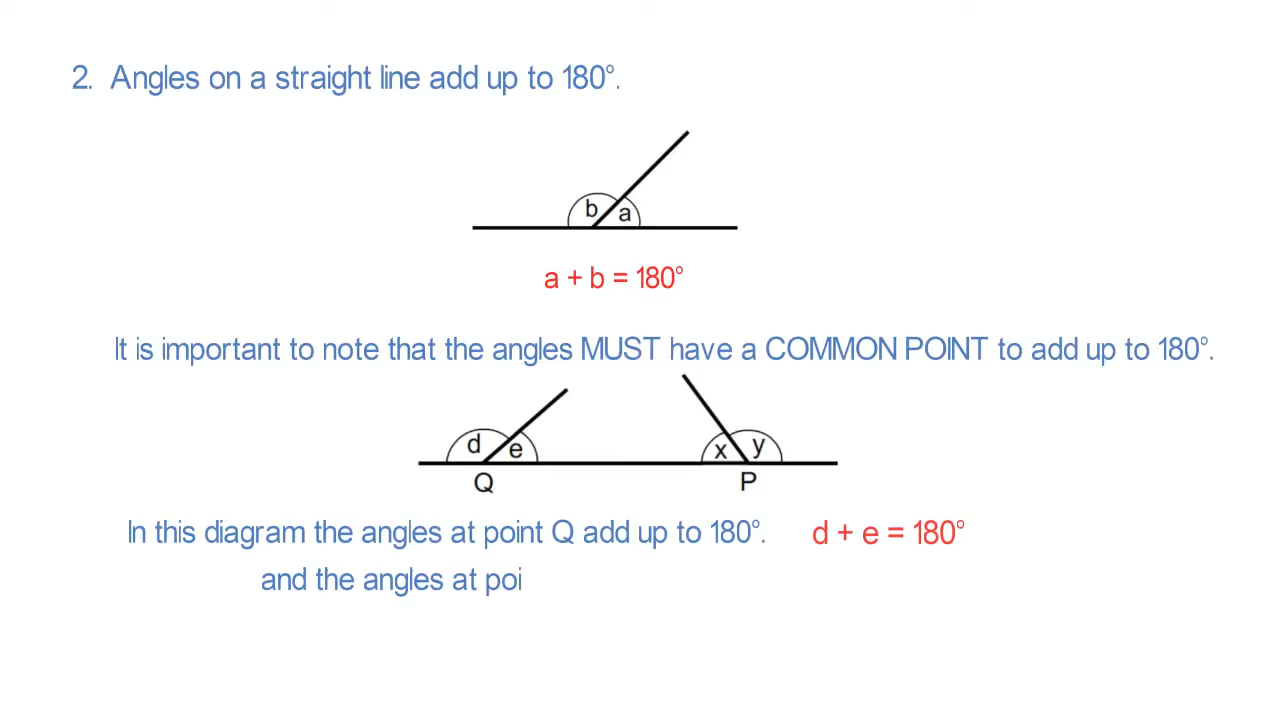 2. Angles on a straight line add up to 180°.
b a
a + b = 180°
It is important to note that the angles MUST have a COMMON POINT to add up to 180°.
d e x y
Q P
In this diagram the angles at point Q add up to 180°. d + e = 180°
and the angles at poi